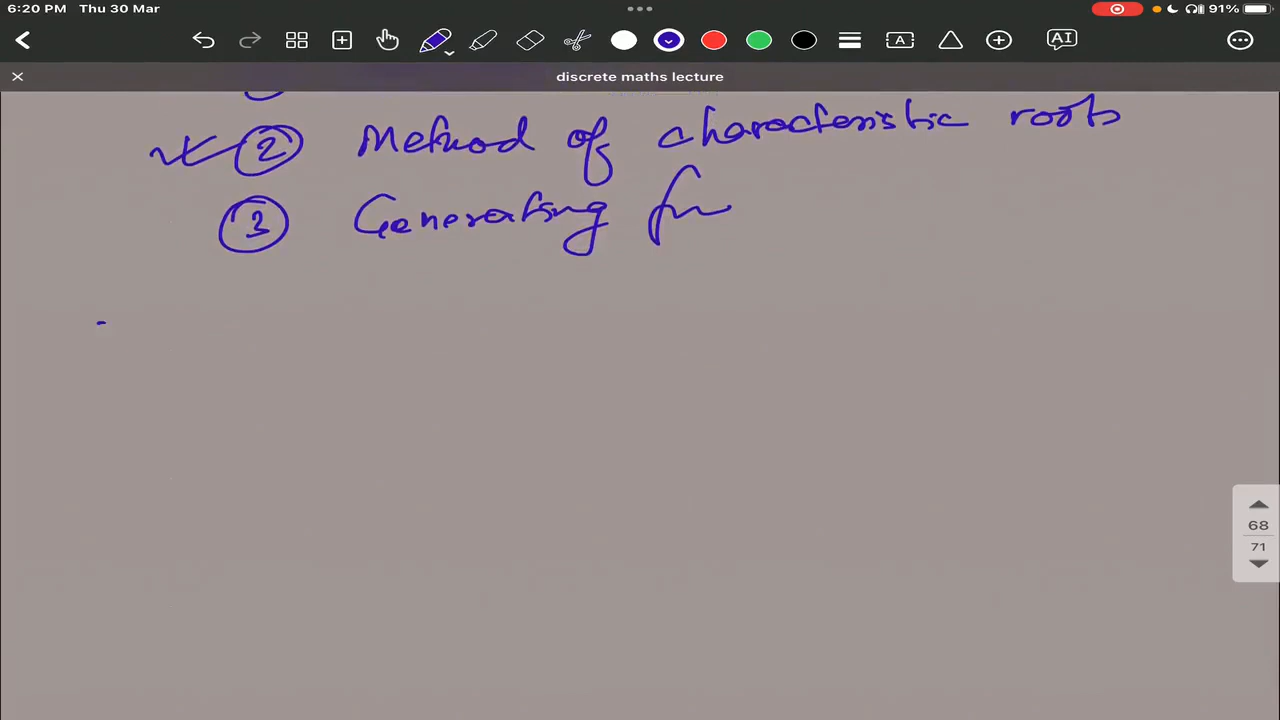 6:20 PM Thu 30 Mar
91%
A
AI
discrete maths lecture
② Method of characteristic roots
③ Generating fn
68
71